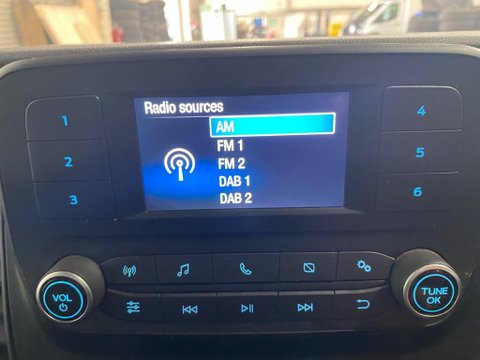 Radio sources
AM
FM 1
FM 2
DAB 1
DAB 2
1
2
3
4
5
6
VOL
TUNE
OK